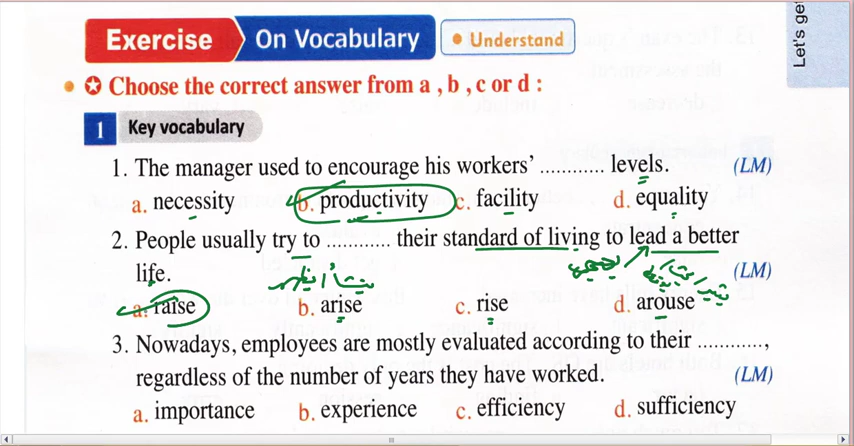 Exercise On Vocabulary • Understand
Let's get
Choose the correct answer from a , b , c or d :
1 Key vocabulary
1. The manager used to encourage his workers' ............ levels. (LM)
a. necessity b. productivity c. facility d. equality
2. People usually try to ............ their standard of living to lead a better
life. (LM)
a. raise b. arise c. rise d. arouse
3. Nowadays, employees are mostly evaluated according to their ............,
regardless of the number of years they have worked. (LM)
a. importance b. experience c. efficiency d. sufficiency